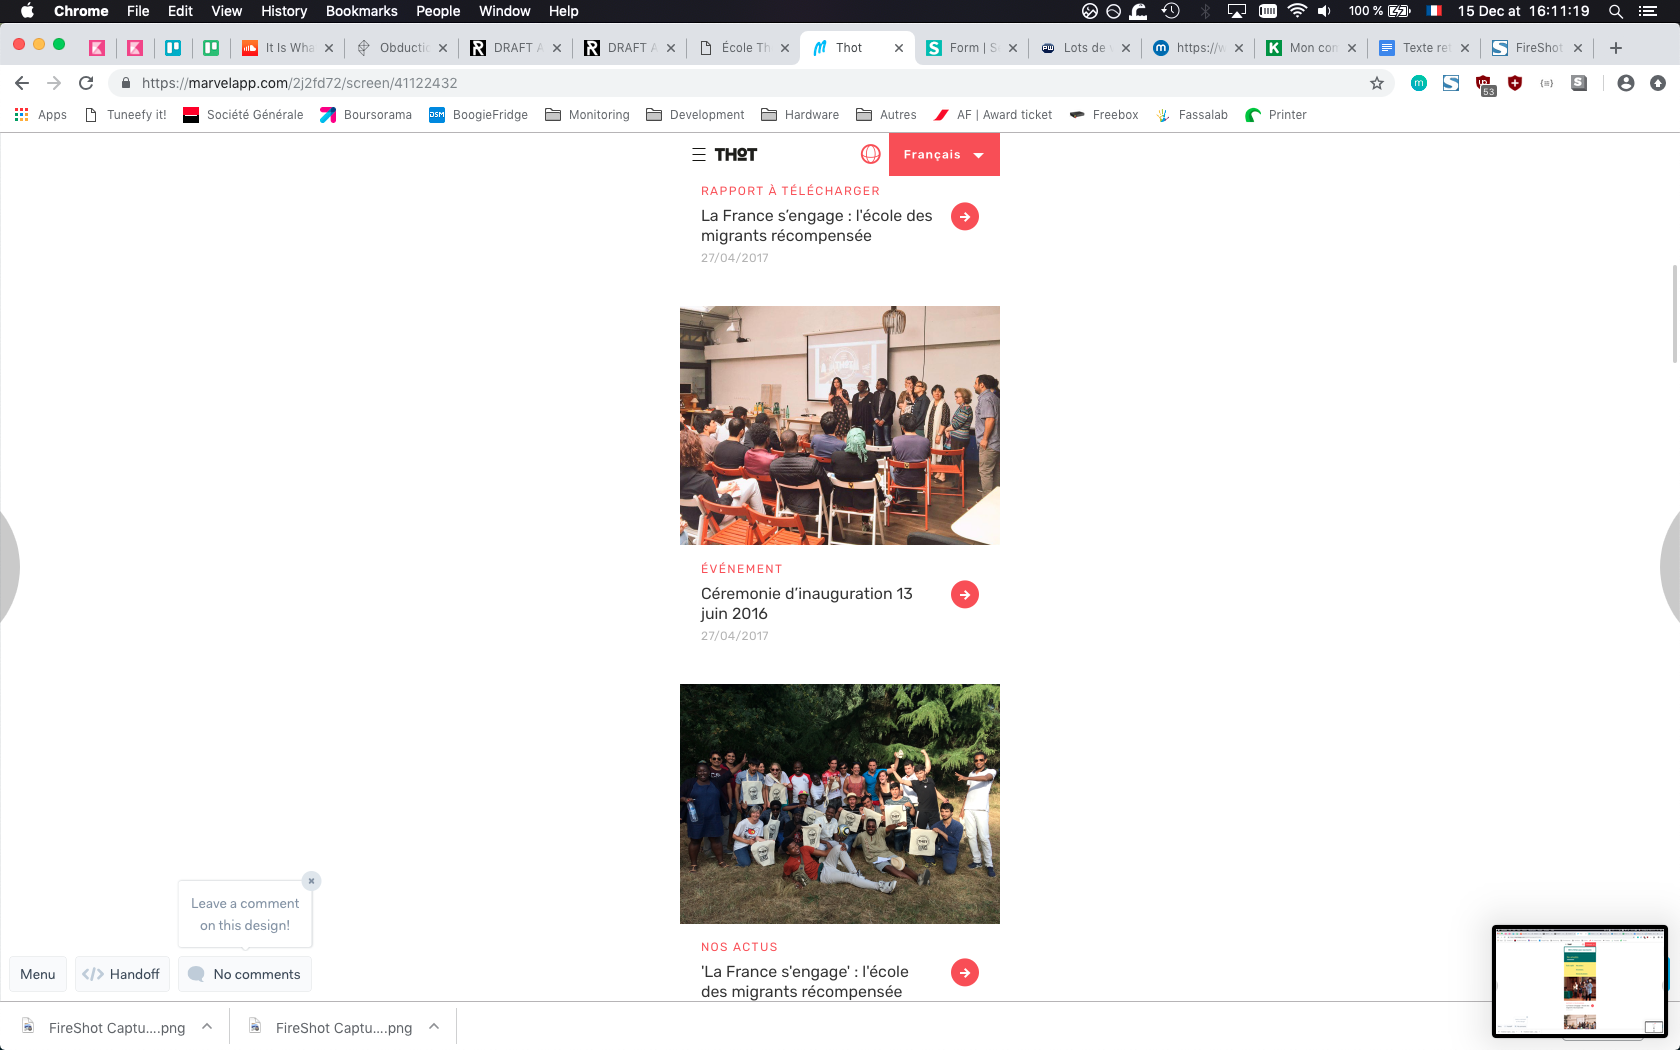 Chrome File Edit View History Bookmarks People Window Help 100 % 15 Dec at 16:11:19
It Is Wha Obductic DRAFT A DRAFT A École Th Thot Form | S Lots de v https://w Mon con Texte ret FireShot
https://marvelapp.com/2j2fd72/screen/41122432 53
Apps Tuneefy it! Société Générale Boursorama DSM BoogieFridge Monitoring Development Hardware Autres AF | Award ticket Freebox Fassalab Printer
THOT Français
RAPPORT À TÉLÉCHARGER
La France s’engage : l'école des
migrants récompensée
27/04/2017
ÉVÉNEMENT
Céremonie d’inauguration 13
juin 2016
27/04/2017
THOT
NOS ACTUS
'La France s'engage' : l'école
des migrants récompensée
Leave a comment
on this design!
Menu </> Handoff No comments
FireShot Captu....png FireShot Captu....png